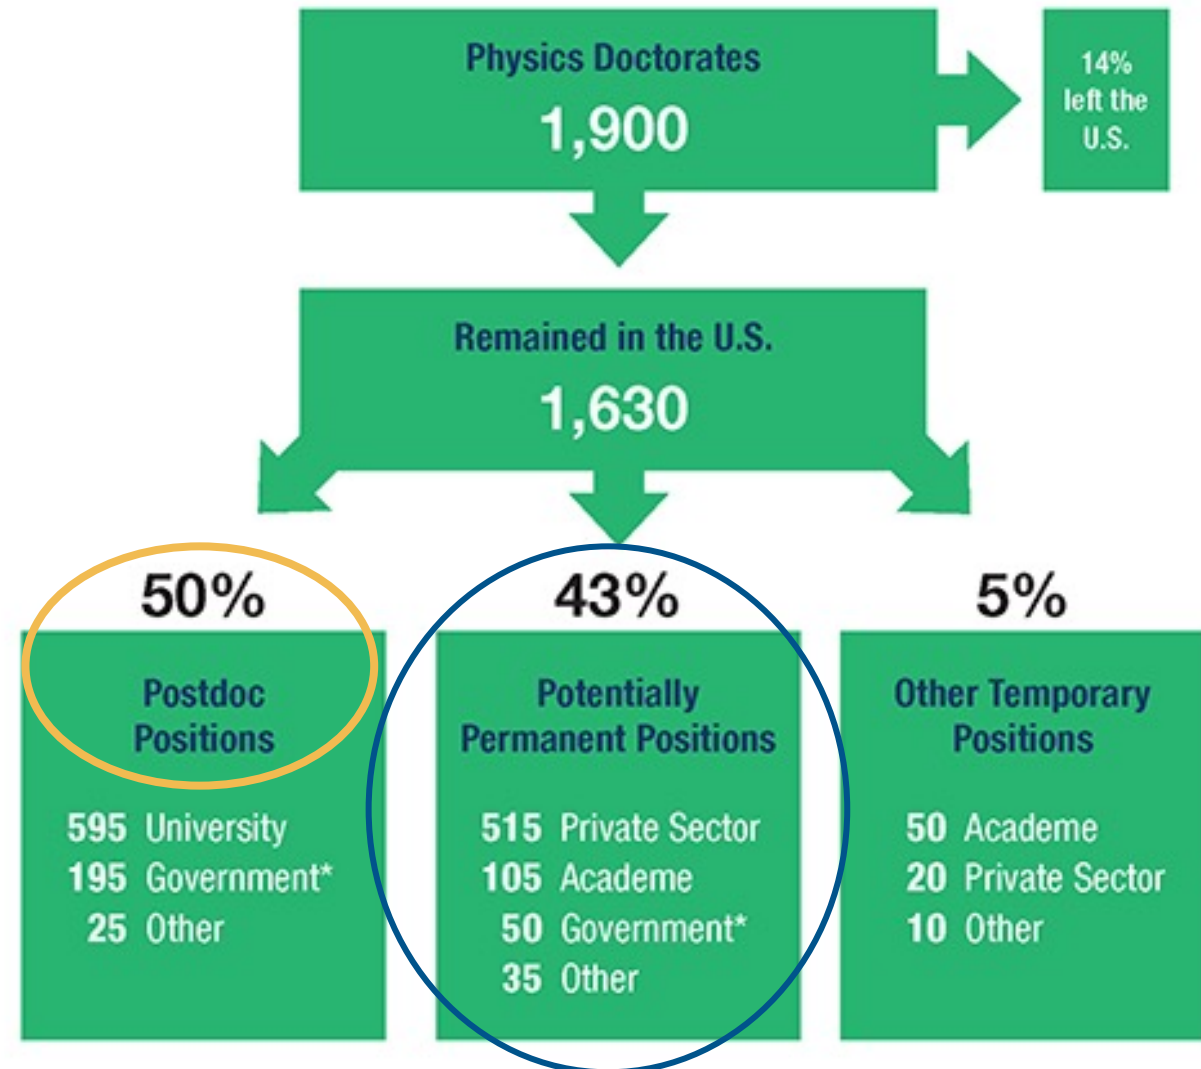 Physics Doctorates
1,900
14%
left the
U.S.
Remained in the U.S.
1,630
50%
Postdoc
Positions
595 University
195 Government*
25 Other
43%
Potentially
Permanent Positions
515 Private Sector
105 Academe
50 Government*
35 Other
5%
Other Temporary
Positions
50 Academe
20 Private Sector
10 Other